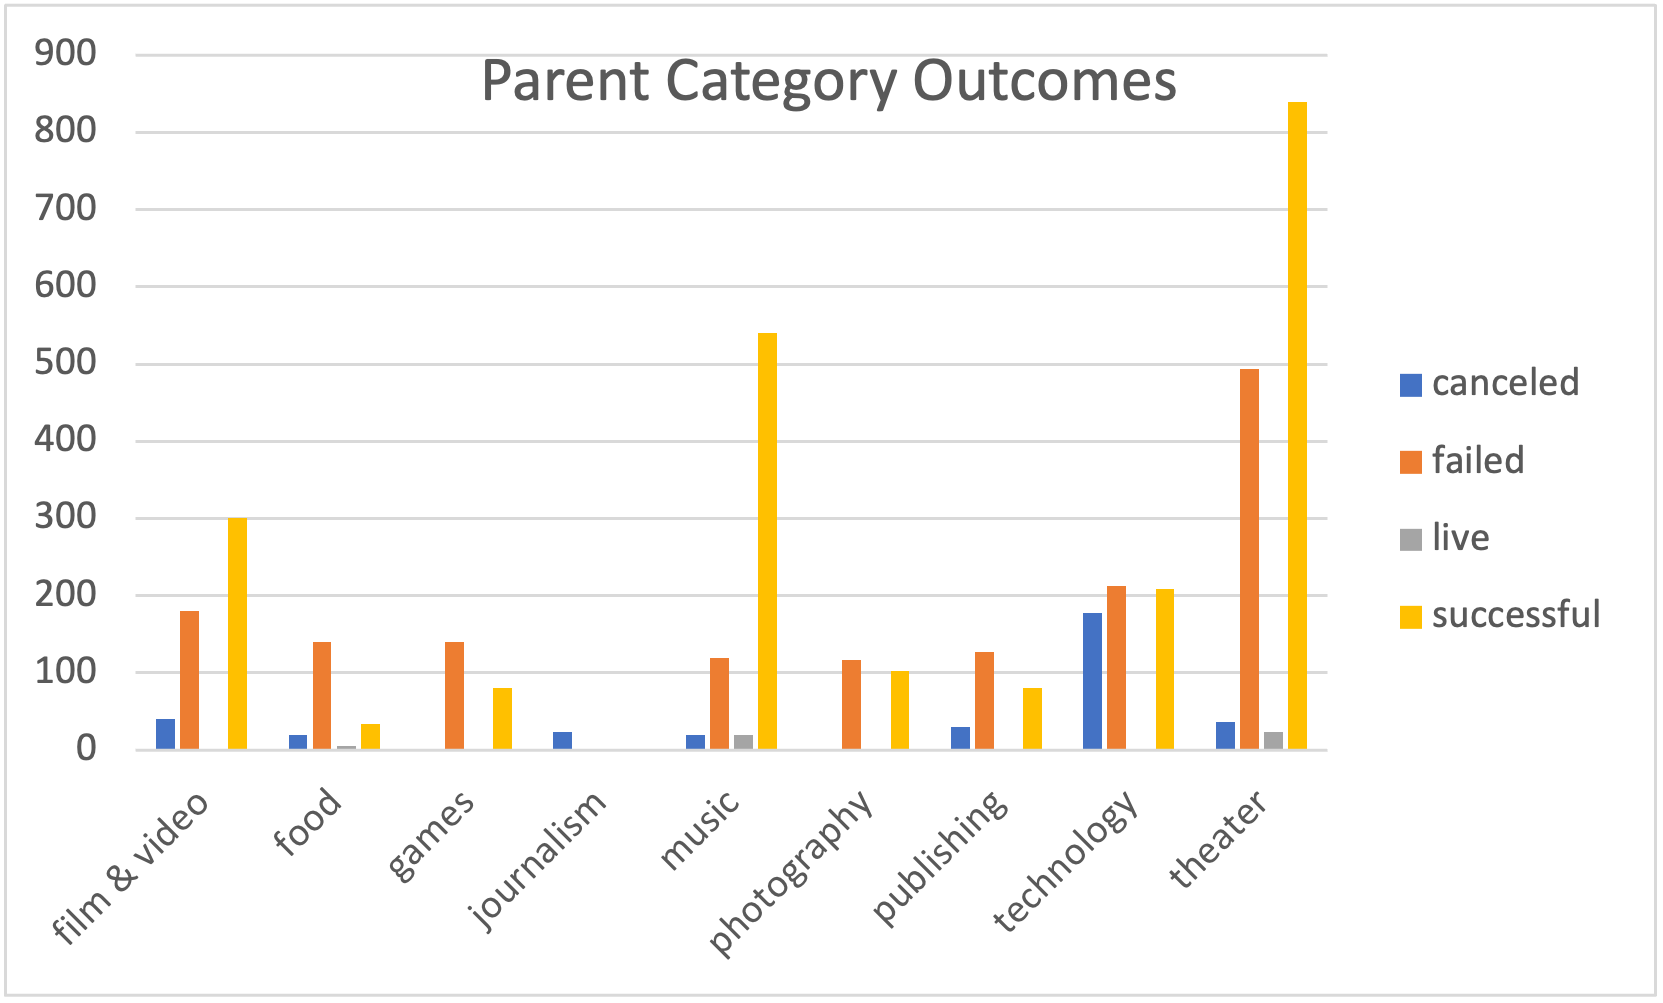 Parent Category Outcomes
900
800
700
600
500
400
300
200
100
0
film & video
food
games
journalism
music
photography
publishing
technology
theater
canceled
failed
live
successful